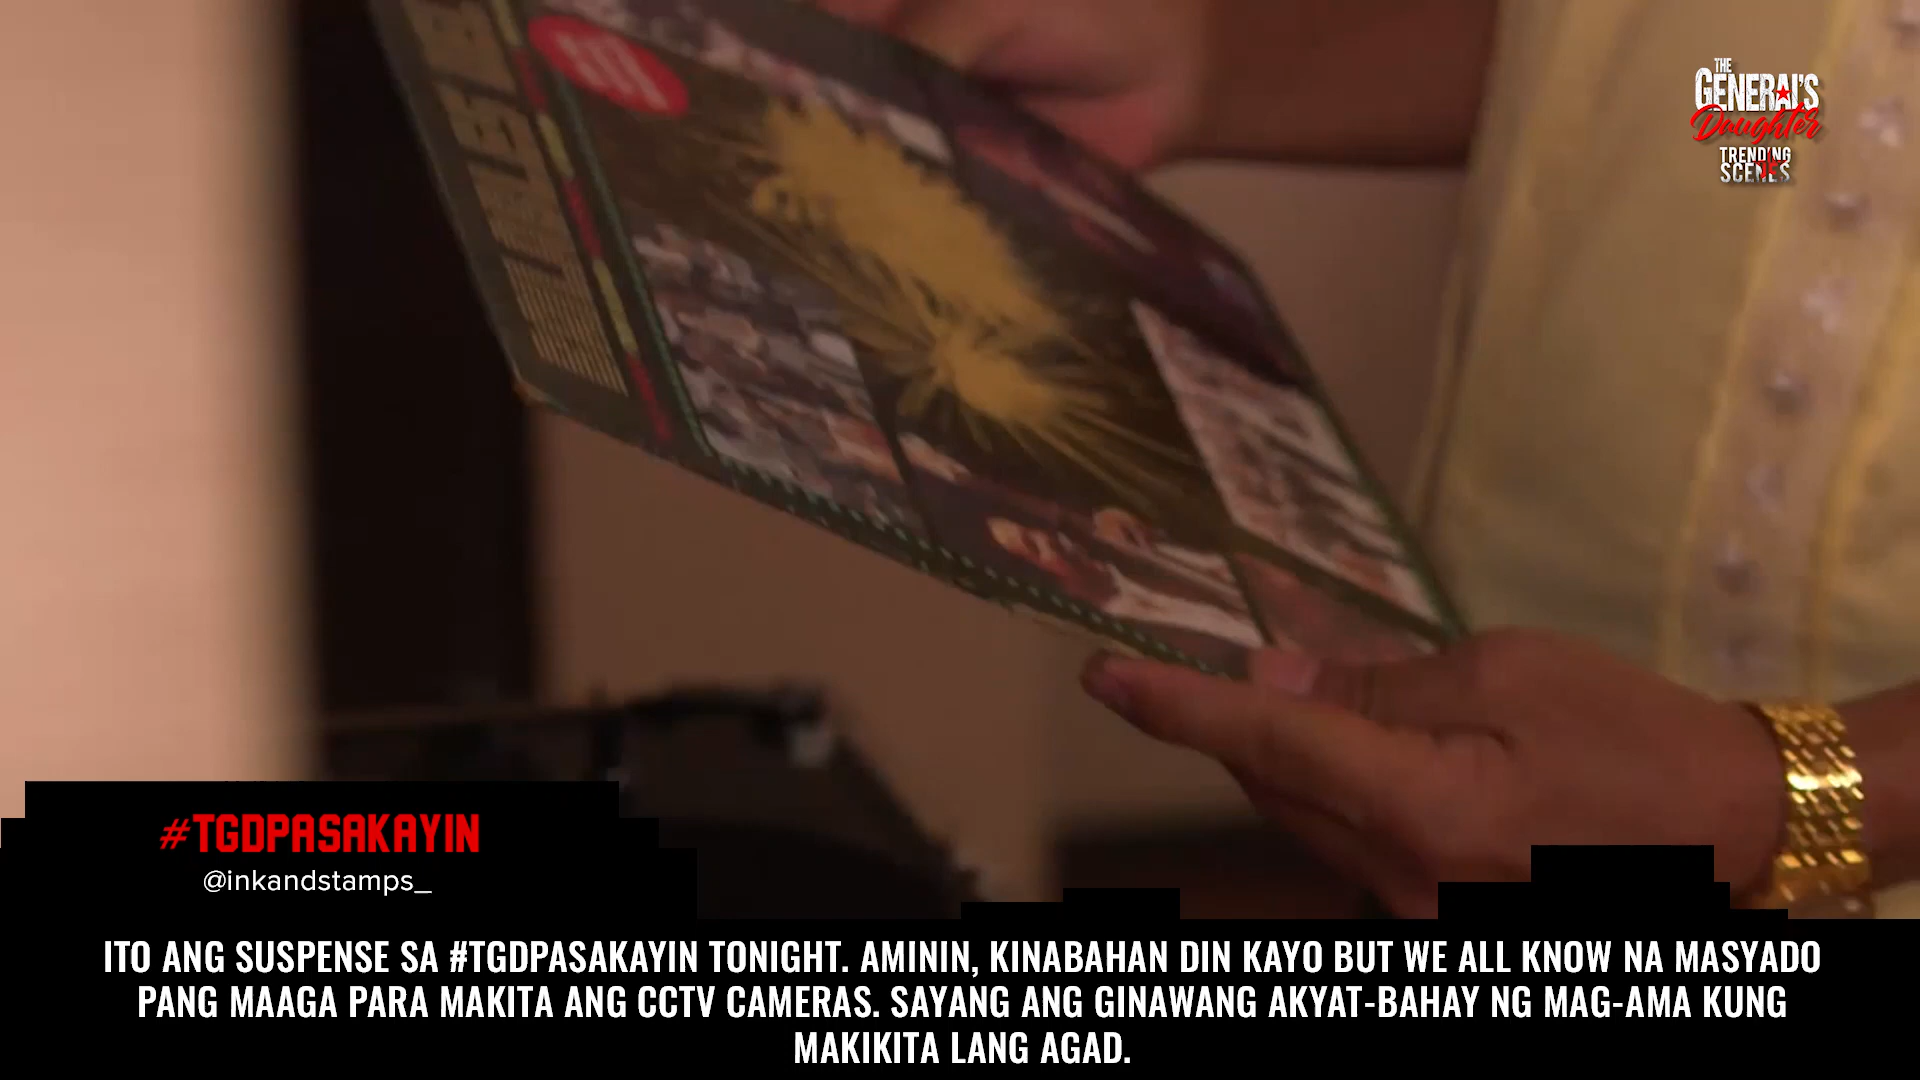 THE
GENERAL'S
Daughter
TRENDING
SCENES
#TGDPASAKAYIN
@inkandstamps_
ITO ANG SUSPENSE SA #TGDPASAKAYIN TONIGHT. AMININ, KINABAHAN DIN KAYO BUT WE ALL KNOW NA MASYADO
PANG MAAGA PARA MAKITA ANG CCTV CAMERAS. SAYANG ANG GINAWANG AKYAT-BAHAY NG MAG-AMA KUNG
MAKIKITA LANG AGAD.